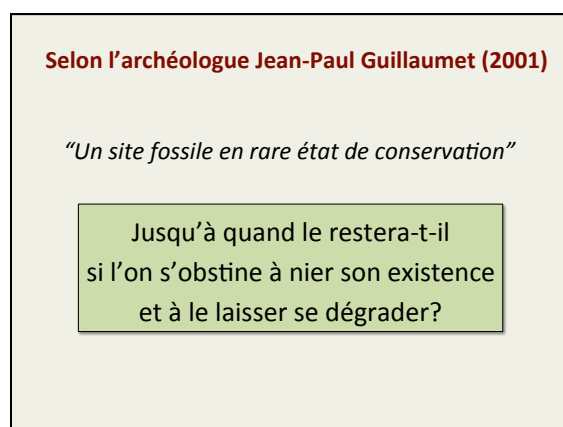 Selon l’archéologue Jean-Paul Guillaumet (2001)
“Un site fossile en rare état de conservation”
Jusqu’à quand le restera-t-il
si l’on s’obstine à nier son existence
et à le laisser se dégrader?